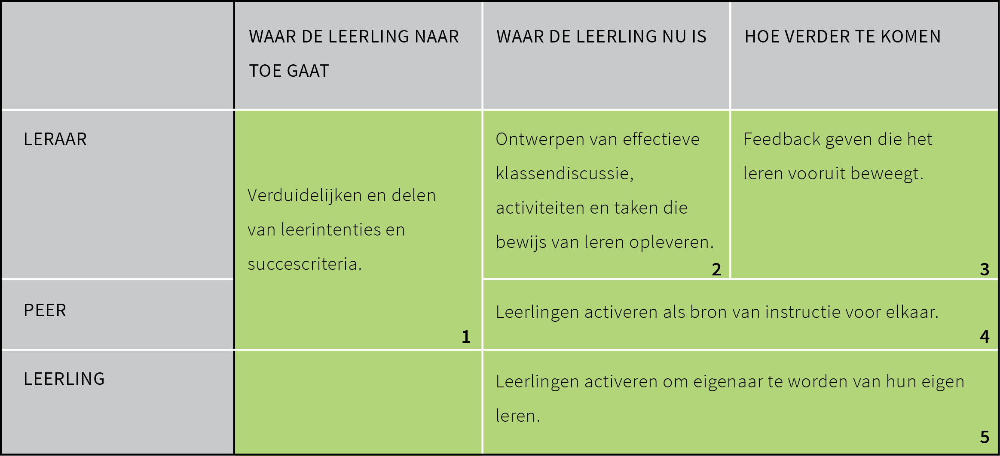 WAAR DE LEERLING NAAR
TOE GAAT
WAAR DE LEERLING NU IS
HOE VERDER TE KOMEN
LERAAR
Verduidelijken en delen
van leerintenties en
succescriteria.
1
Ontwerpen van effectieve
klassendiscussie,
activiteiten en taken die
bewijs van leren opleveren.
2
Feedback geven die het
leren vooruit beweegt.
3
PEER
Leerlingen activeren als bron van instructie voor elkaar.
4
LEERLING
Leerlingen activeren om eigenaar te worden van hun eigen
leren.
5